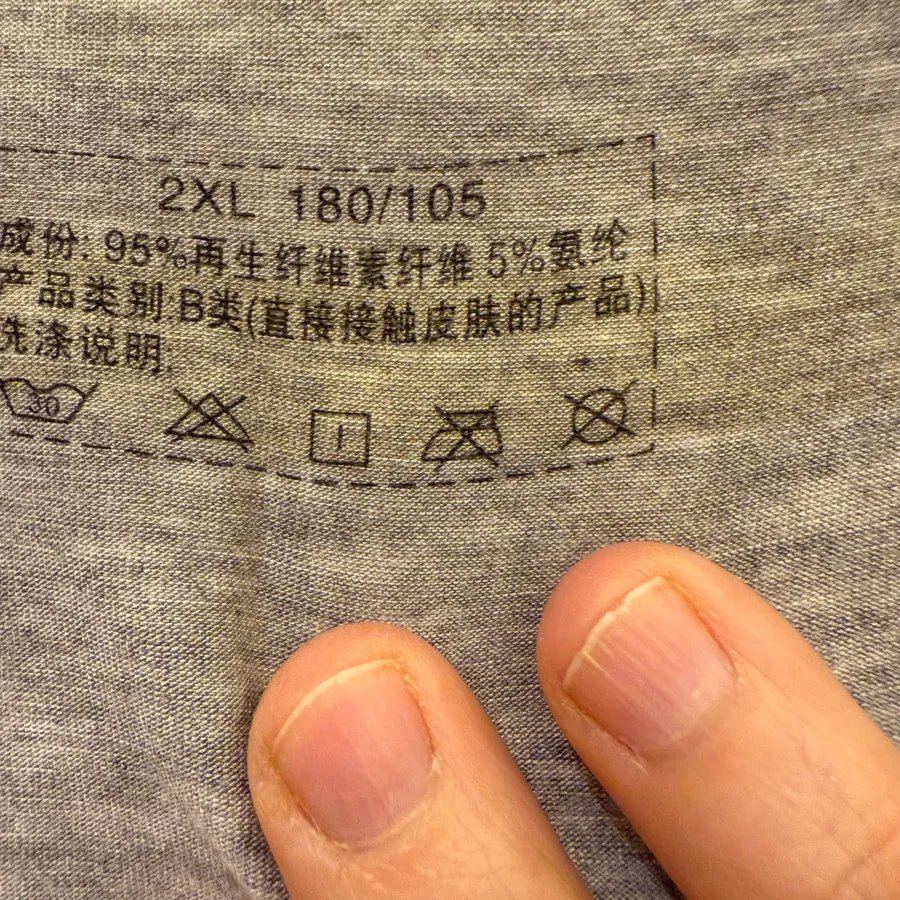 2XL 180/105
成份: 95%再生纤维素纤维 5%氨纶
产品类别:B类(直接接触皮肤的产品)
洗涤说明:
30